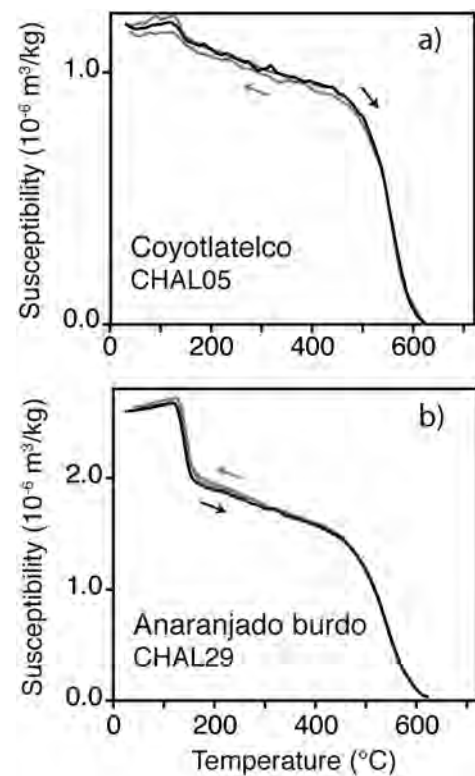 a)
1.0
0.0
Susceptibility (10⁻⁶ m³/kg)
Coyotlatelco
CHAL05
0 200 400 600
b)
2.0
1.0
0.0
Susceptibility (10⁻⁶ m³/kg)
Anaranjado burdo
CHAL29
0 200 400 600
Temperature (°C)